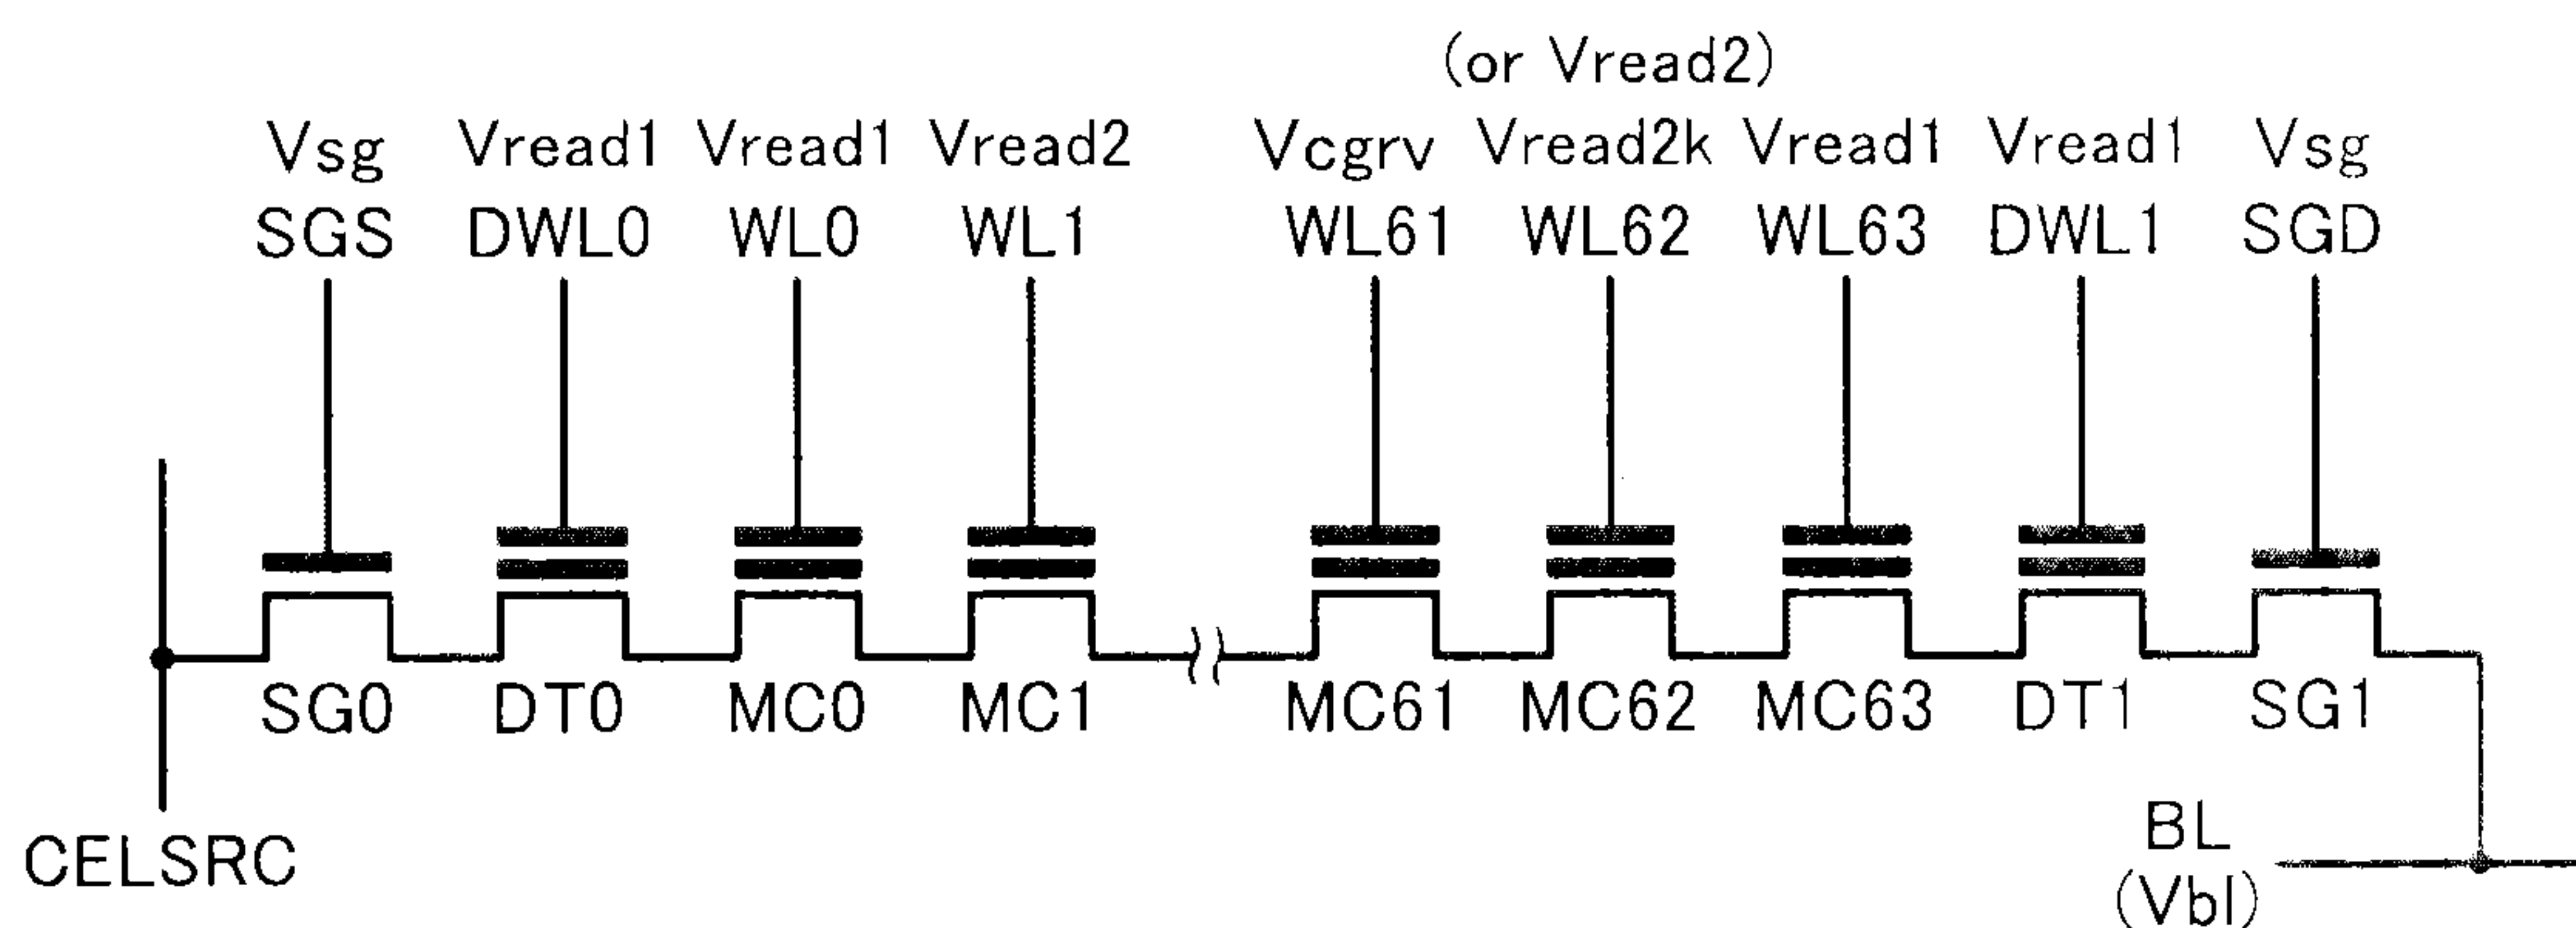 (or Vread2)
Vsg Vread1 Vread1 Vread2 Vcgrv Vread2k Vread1 Vread1 Vsg
SGS DWL0 WL0 WL1 WL61 WL62 WL63 DWL1 SGD
SG0 DT0 MC0 MC1 MC61 MC62 MC63 DT1 SG1
CELSRC
BL
(Vbl)